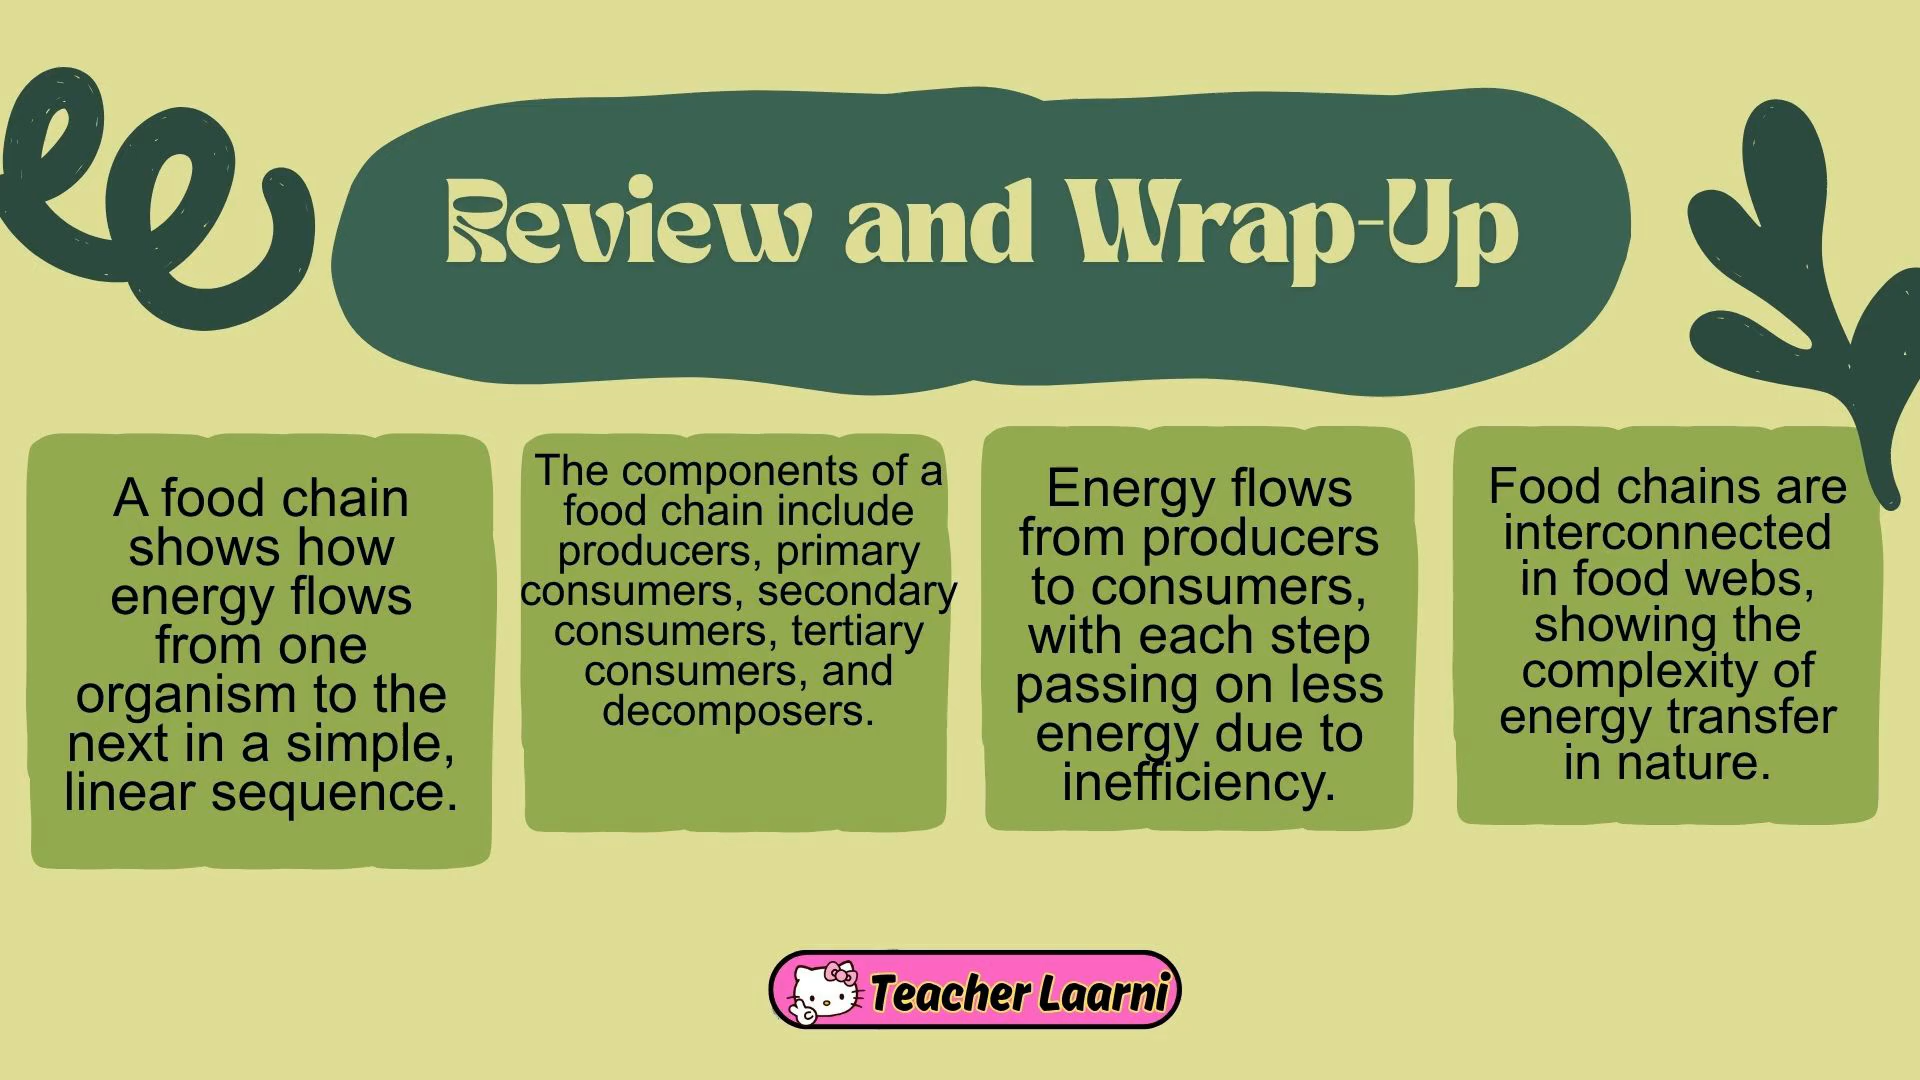 Review and Wrap-Up
A food chain
shows how
energy flows
from one
organism to the
next in a simple,
linear sequence.
The components of a
food chain include
producers, primary
consumers, secondary
consumers, tertiary
consumers, and
decomposers.
Energy flows
from producers
to consumers,
with each step
passing on less
energy due to
inefficiency.
Food chains are
interconnected
in food webs,
showing the
complexity of
energy transfer
in nature.
Teacher Laarni